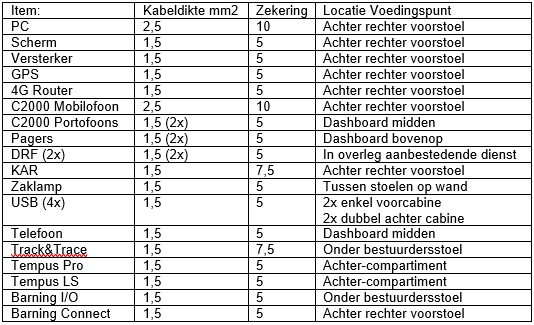 Item: Kabeldikte mm2 Zekering Locatie Voedingspunt
PC 2,5 10 Achter rechter voorstoel
Scherm 1,5 5 Achter rechter voorstoel
Versterker 1,5 5 Achter rechter voorstoel
GPS 1,5 5 Achter rechter voorstoel
4G Router 1,5 5 Achter rechter voorstoel
C2000 Mobilofoon 2,5 10 Achter rechter voorstoel
C2000 Portofoons 1,5 (2x) 5 Dashboard midden
Pagers 1,5 (2x) 5 Dashboard bovenop
DRF (2x) 1,5 (2x) 5 In overleg aanbestedende dienst
KAR 1,5 7,5 Achter rechter voorstoel
Zaklamp 1,5 5 Tussen stoelen op wand
USB (4x) 1,5 5 2x enkel voorcabine
2x dubbel achter cabine
Telefoon 1,5 5 Dashboard midden
Track&Trace 1,5 7,5 Onder bestuurdersstoel
Tempus Pro 1,5 5 Achter-compartiment
Tempus LS 1,5 5 Achter-compartiment
Barning I/O 1,5 5 Onder bestuurdersstoel
Barning Connect 1,5 5 Achter rechter voorstoel